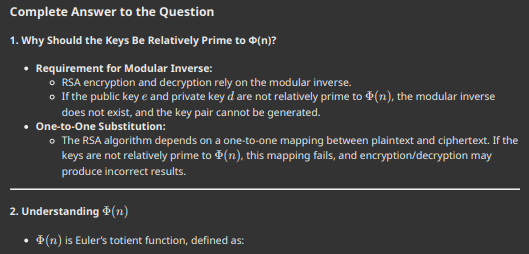 Complete Answer to the Question
1. Why Should the Keys Be Relatively Prime to Φ(n)?
• Requirement for Modular Inverse:
○ RSA encryption and decryption rely on the modular inverse.
○ If the public key e and private key d are not relatively prime to Φ(n), the modular inverse
does not exist, and the key pair cannot be generated.
• One-to-One Substitution:
○ The RSA algorithm depends on a one-to-one mapping between plaintext and ciphertext. If the
keys are not relatively prime to Φ(n), this mapping fails, and encryption/decryption may
produce incorrect results.
2. Understanding Φ(n)
• Φ(n) is Euler's totient function, defined as: